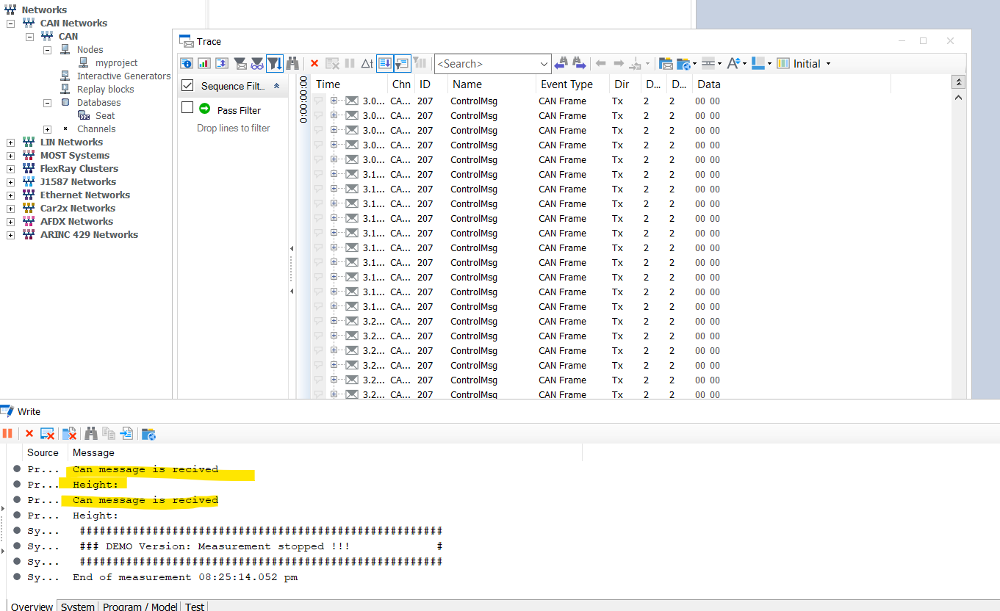 Networks
CAN Networks
CAN
Nodes
myproject
Interactive Generators
Replay blocks
Databases
Seat
Channels
LIN Networks
MOST Systems
FlexRay Clusters
J1587 Networks
Ethernet Networks
Car2x Networks
AFDX Networks
ARINC 429 Networks
Trace
<Search> Initial
Sequence Filt...
Pass Filter
Drop lines to filter
0:00:00:00
Time Chn ID Name Event Type Dir D... D... Data
3.0... CA... 207 ControlMsg CAN Frame Tx 2 2 00 00
3.0... CA... 207 ControlMsg CAN Frame Tx 2 2 00 00
3.0... CA... 207 ControlMsg CAN Frame Tx 2 2 00 00
3.0... CA... 207 ControlMsg CAN Frame Tx 2 2 00 00
3.0... CA... 207 ControlMsg CAN Frame Tx 2 2 00 00
3.1... CA... 207 ControlMsg CAN Frame Tx 2 2 00 00
3.1... CA... 207 ControlMsg CAN Frame Tx 2 2 00 00
3.1... CA... 207 ControlMsg CAN Frame Tx 2 2 00 00
3.1... CA... 207 ControlMsg CAN Frame Tx 2 2 00 00
3.1... CA... 207 ControlMsg CAN Frame Tx 2 2 00 00
3.1... CA... 207 ControlMsg CAN Frame Tx 2 2 00 00
3.1... CA... 207 ControlMsg CAN Frame Tx 2 2 00 00
3.1... CA... 207 ControlMsg CAN Frame Tx 2 2 00 00
3.1... CA... 207 ControlMsg CAN Frame Tx 2 2 00 00
3.1... CA... 207 ControlMsg CAN Frame Tx 2 2 00 00
3.2... CA... 207 ControlMsg CAN Frame Tx 2 2 00 00
3.2... CA... 207 ControlMsg CAN Frame Tx 2 2 00 00
3.2... CA... 207 ControlMsg CAN Frame Tx 2 2 00 00
3.2... CA... 207 ControlMsg CAN Frame Tx 2 2 00 00
3.2... CA... 207 ControlMsg CAN Frame Tx 2 2 00 00
3.2... CA... 207 ControlMsg CAN Frame Tx 2 2 00 00
Write
Source Message
Pr... Can message is recived
Pr... Height:
Pr... Can message is recived
Pr... Height:
Sy... ########################################################
Sy... ### DEMO Version: Measurement stopped !!! #
Sy... ########################################################
Sy... End of measurement 08:25:14.052 pm
Overview System Program / Model Test